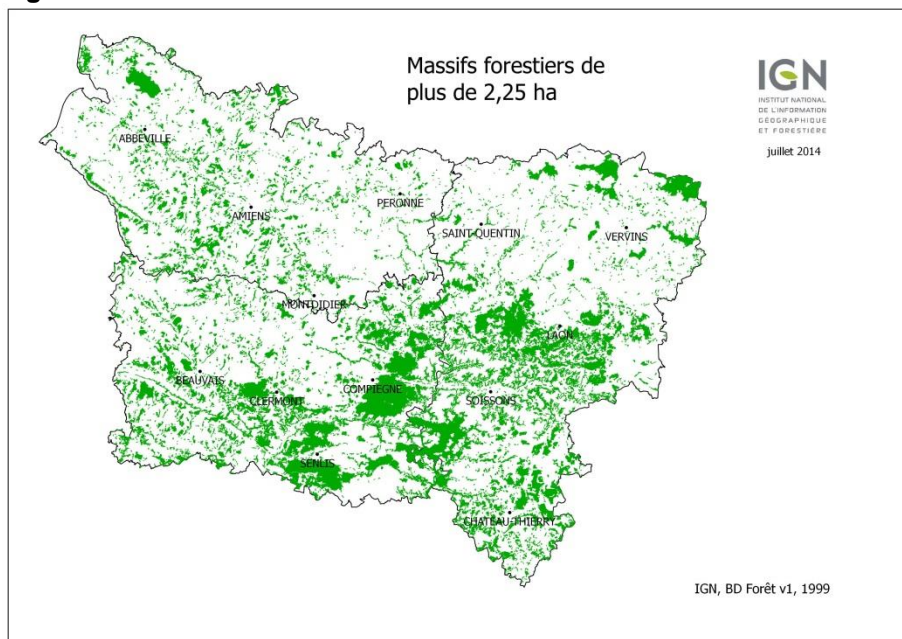 Massifs forestiers de
plus de 2,25 ha
IGN
INSTITUT NATIONAL
DE L'INFORMATION
GÉOGRAPHIQUE
ET FORESTIÈRE
juillet 2014
ABBEVILLE
PERONNE
AMIENS
SAINT-QUENTIN
VERVINS
MONTDIDIER
LAON
BEAUVAIS
COMPIEGNE
CLERMONT
SOISSONS
SENLIS
CHATEAU-THIERRY
IGN, BD Forêt v1, 1999